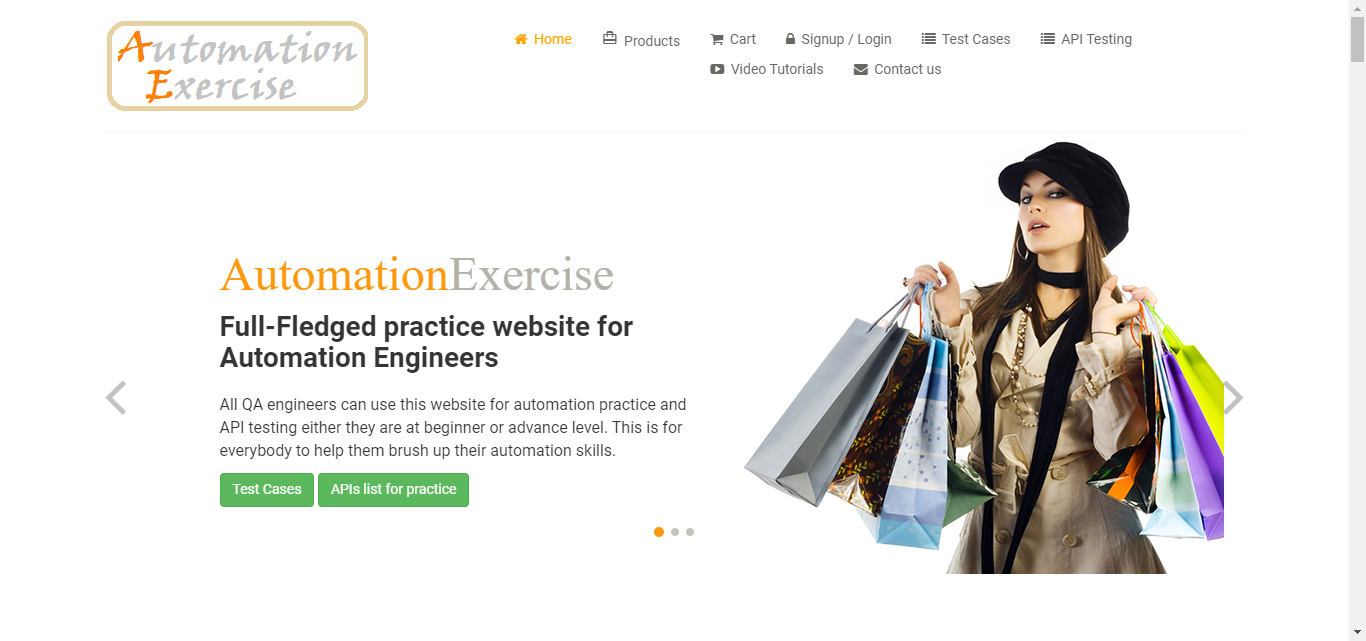 Automation
Exercise
Home Products Cart Signup / Login Test Cases API Testing
Video Tutorials Contact us
AutomationExercise
Full-Fledged practice website for
Automation Engineers
All QA engineers can use this website for automation practice and
API testing either they are at beginner or advance level. This is for
everybody to help them brush up their automation skills.
Test Cases APIs list for practice